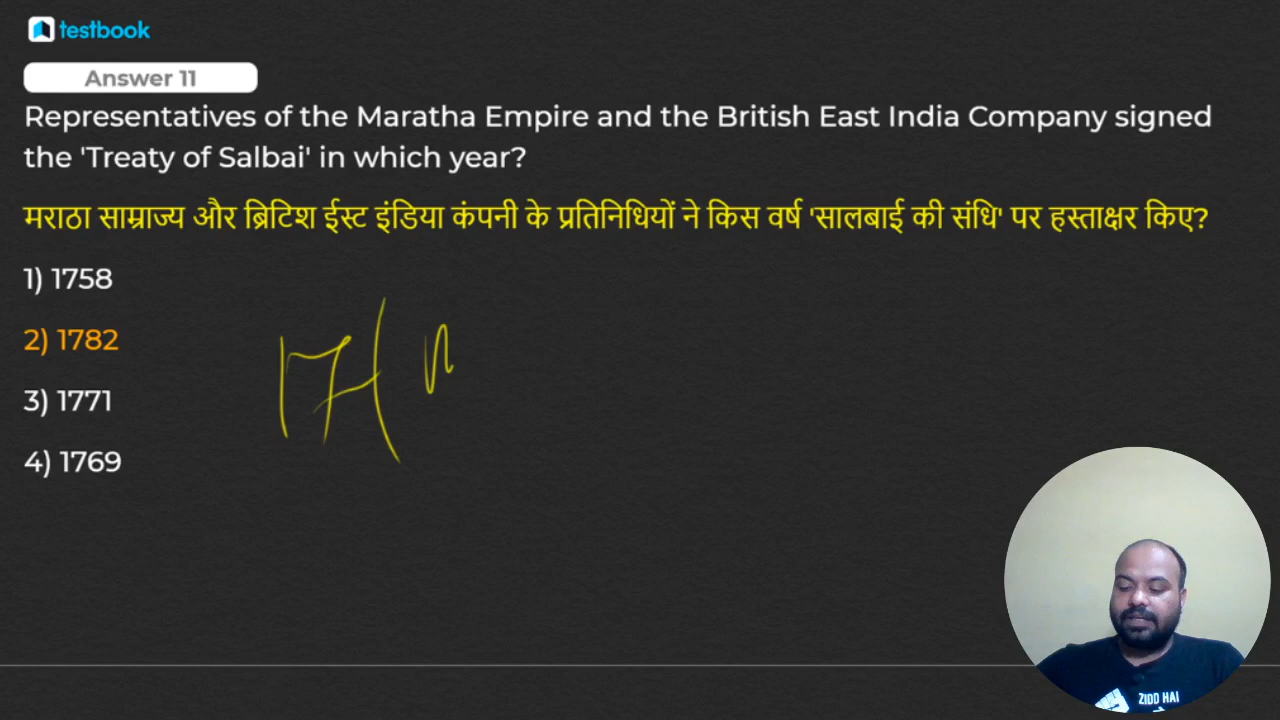 testbook
Answer 11
Representatives of the Maratha Empire and the British East India Company signed
the 'Treaty of Salbai' in which year?
मराठा साम्राज्य और ब्रिटिश ईस्ट इंडिया कंपनी के प्रतिनिधियों ने किस वर्ष 'सालबाई की संधि' पर हस्ताक्षर किए?
1) 1758
2) 1782
3) 1771
4) 1769
ZIDD HAI